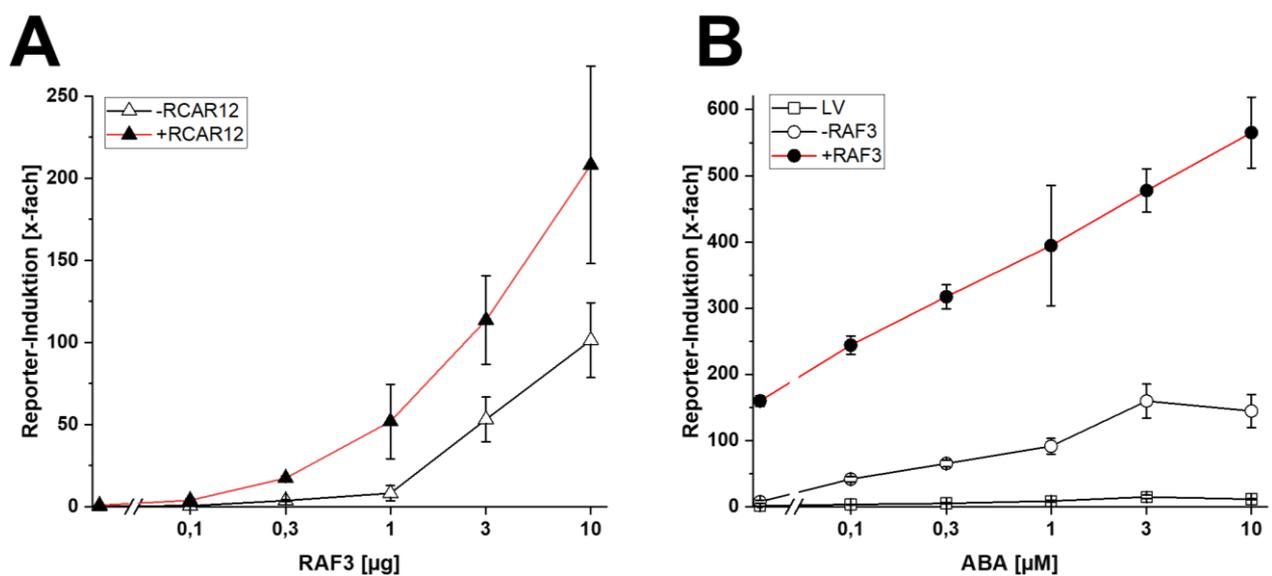 A
250
200
150
100
50
0
Reporter-Induktion [x-fach]
-RCAR12
+RCAR12
0,1
0,3
1
3
10
RAF3 [µg]
B
600
500
400
300
200
100
0
Reporter-Induktion [x-fach]
LV
-RAF3
+RAF3
0,1
0,3
1
3
10
ABA [µM]